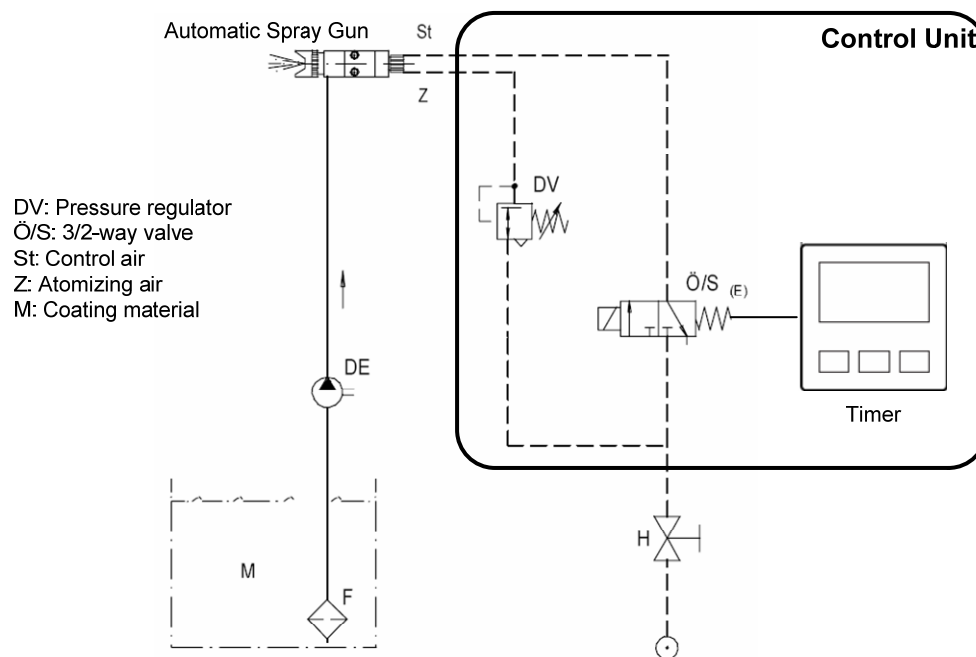 Automatic Spray Gun
St
Control Unit
Z
DV: Pressure regulator
Ö/S: 3/2-way valve
St: Control air
Z: Atomizing air
M: Coating material
DV
Ö/S (E)
DE
Timer
H
M
F